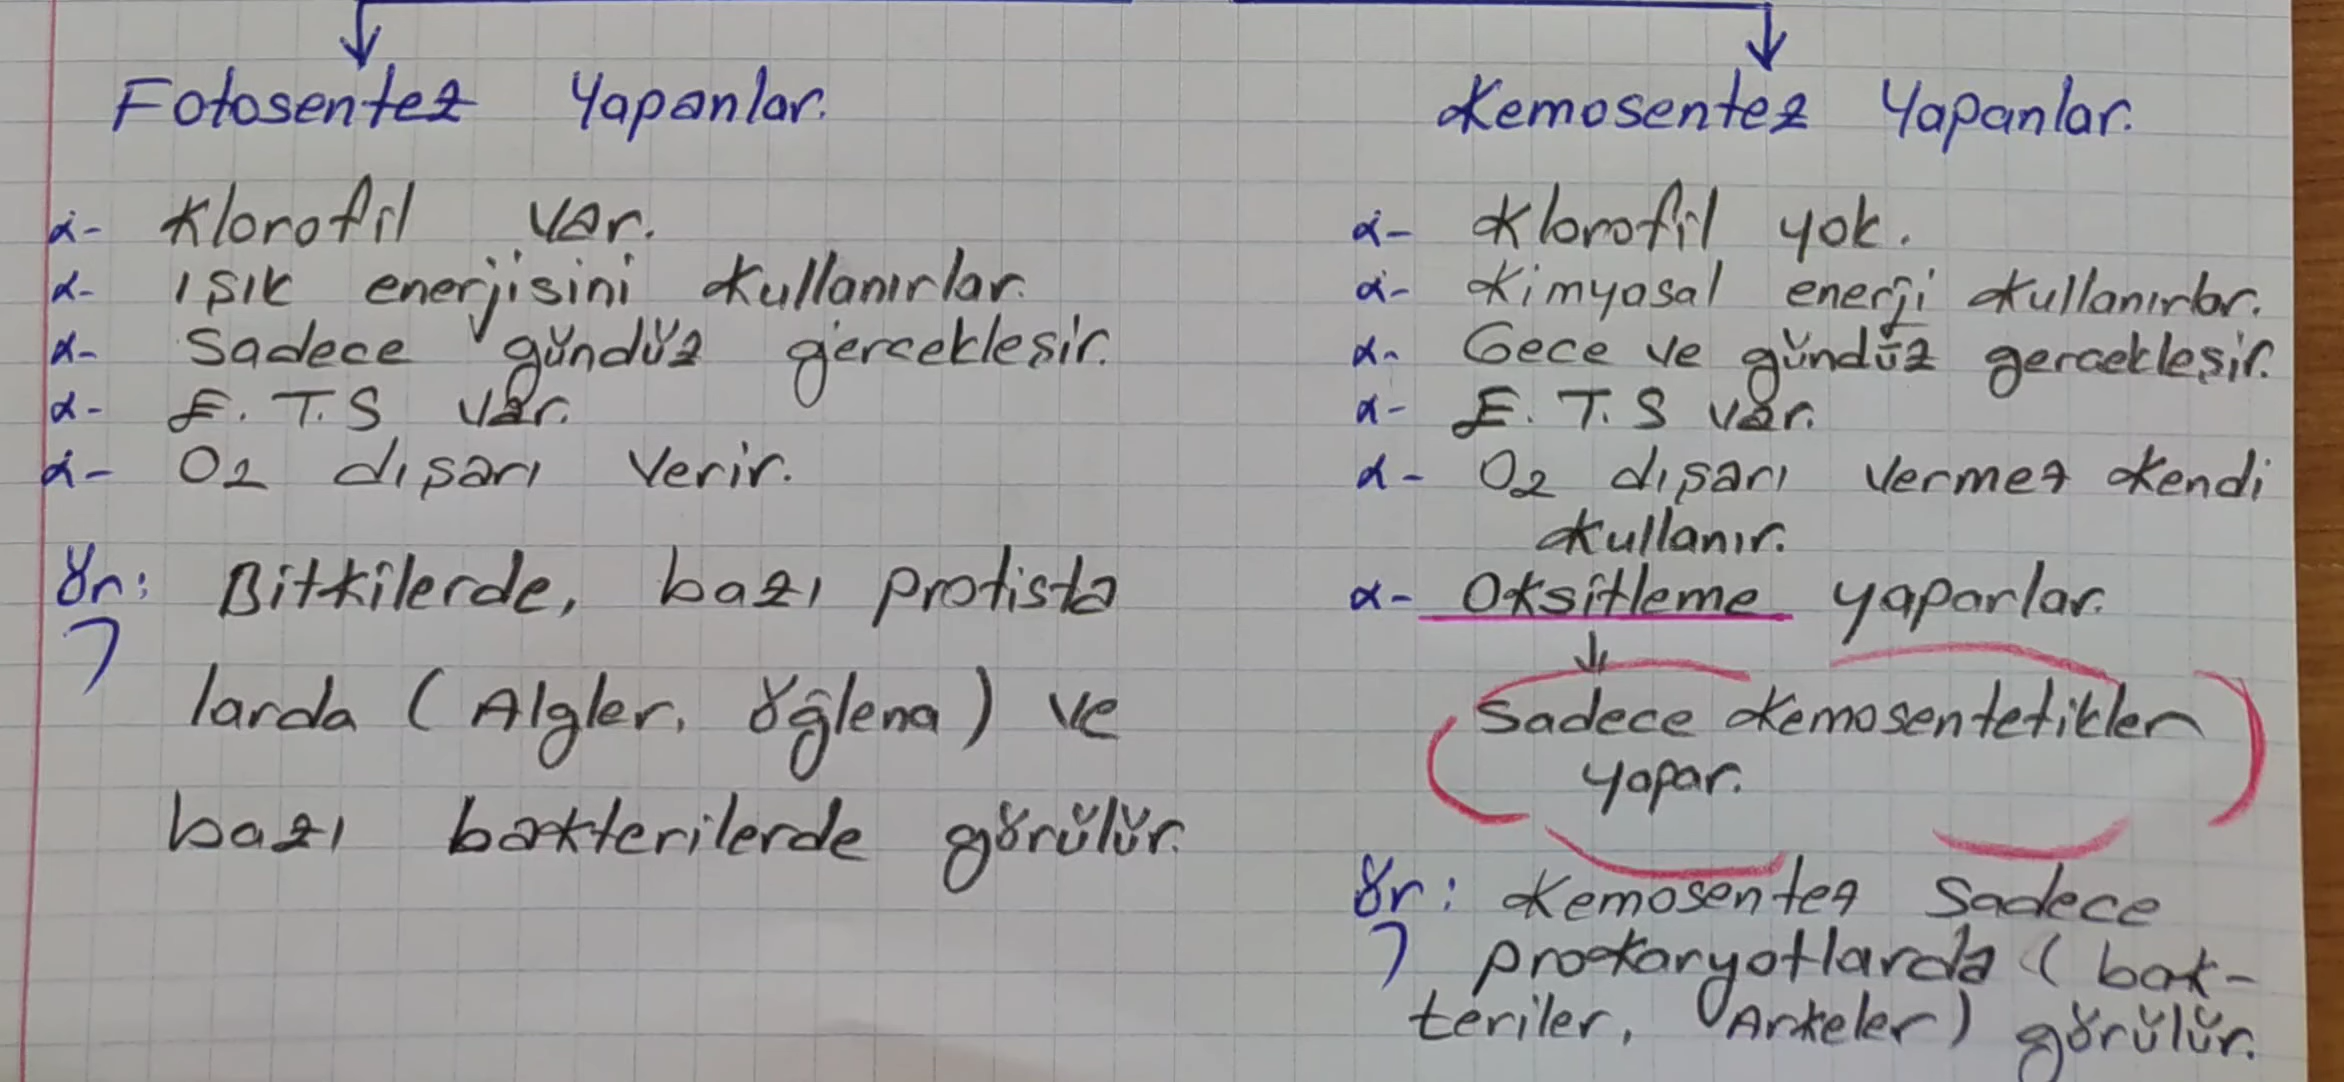 Fotosentez Yapanlar.
α- Klorofil var.
α- Işık enerjisini kullanırlar.
α- Sadece gündüz gerçekleşir.
α- E.T.S var.
α- O2 dışarı verir.
Ör: Bitkilerde, bazı protista
larda (Algler, Öğlena) ve
bazı bakterilerde görülür.
Kemosentez Yapanlar.
α- Klorofil yok.
α- Kimyasal enerji kullanırlar.
α- Gece ve gündüz gerçekleşir.
α- E.T.S var.
α- O2 dışarı vermez kendi
kullanır.
α- Oksitleme yaparlar.
Sadece kemosentetikler
yapar.
Ör: Kemosentez Sadece
prokaryotlarda (bak-
teriler, Arkeler) görülür.